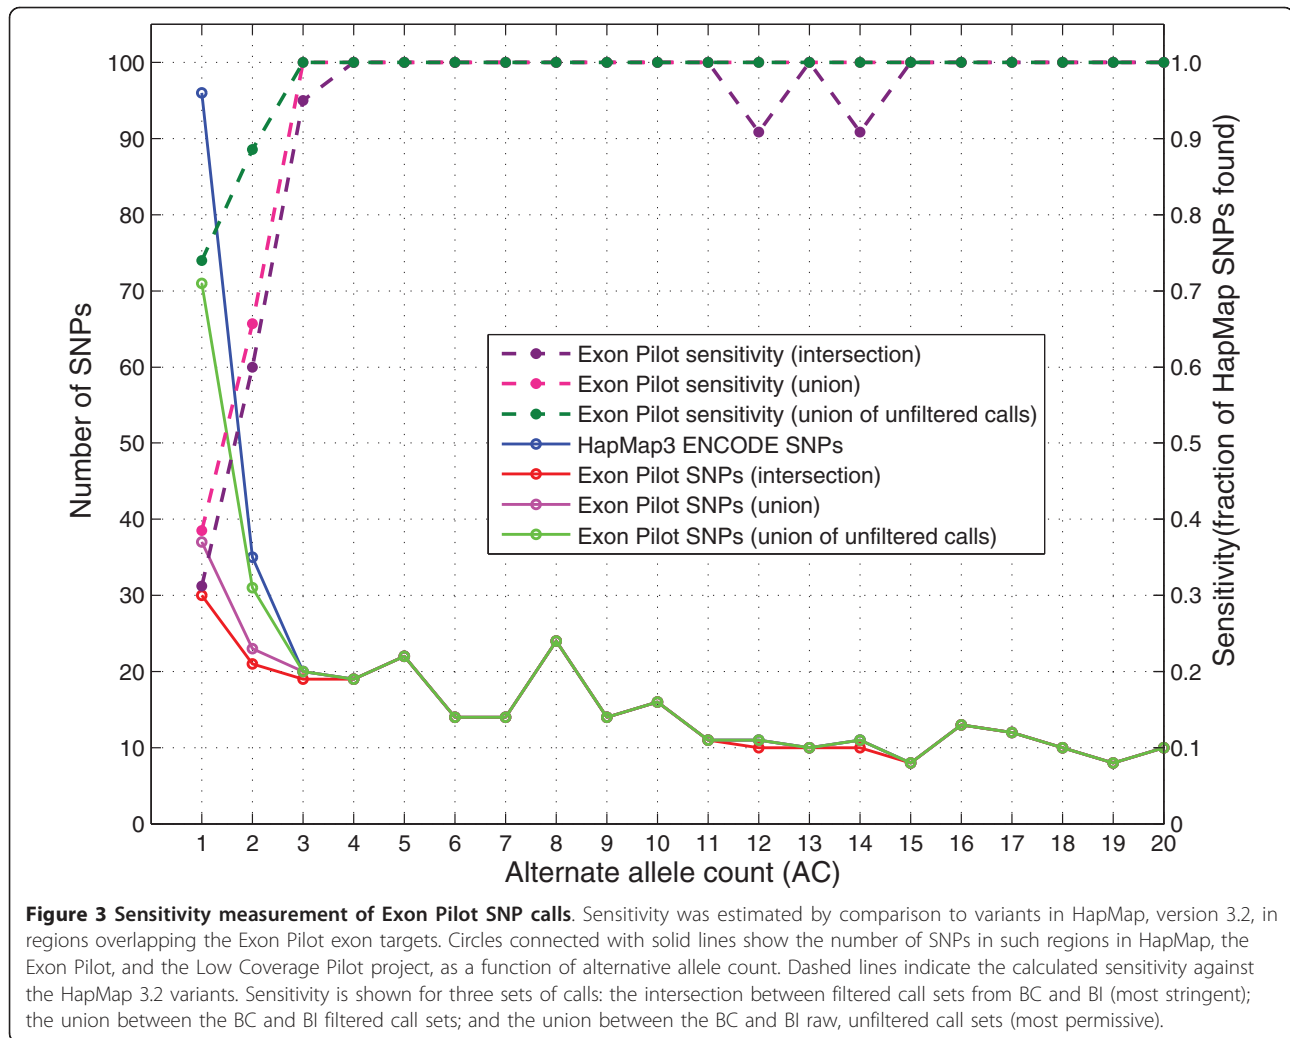 100
90
80
70
60
50
40
30
20
10
0
Number of SNPs
1.0
0.9
0.8
0.7
0.6
0.5
0.4
0.3
0.2
0.1
0
Sensitivity(fraction of HapMap SNPs found)
Exon Pilot sensitivity (intersection)
Exon Pilot sensitivity (union)
Exon Pilot sensitivity (union of unfiltered calls)
HapMap3 ENCODE SNPs
Exon Pilot SNPs (intersection)
Exon Pilot SNPs (union)
Exon Pilot SNPs (union of unfiltered calls)
1 2 3 4 5 6 7 8 9 10 11 12 13 14 15 16 17 18 19 20
Alternate allele count (AC)
Figure 3 Sensitivity measurement of Exon Pilot SNP calls. Sensitivity was estimated by comparison to variants in HapMap, version 3.2, in
regions overlapping the Exon Pilot exon targets. Circles connected with solid lines show the number of SNPs in such regions in HapMap, the
Exon Pilot, and the Low Coverage Pilot project, as a function of alternative allele count. Dashed lines indicate the calculated sensitivity against
the HapMap 3.2 variants. Sensitivity is shown for three sets of calls: the intersection between filtered call sets from BC and BI (most stringent);
the union between the BC and BI filtered call sets; and the union between the BC and BI raw, unfiltered call sets (most permissive).